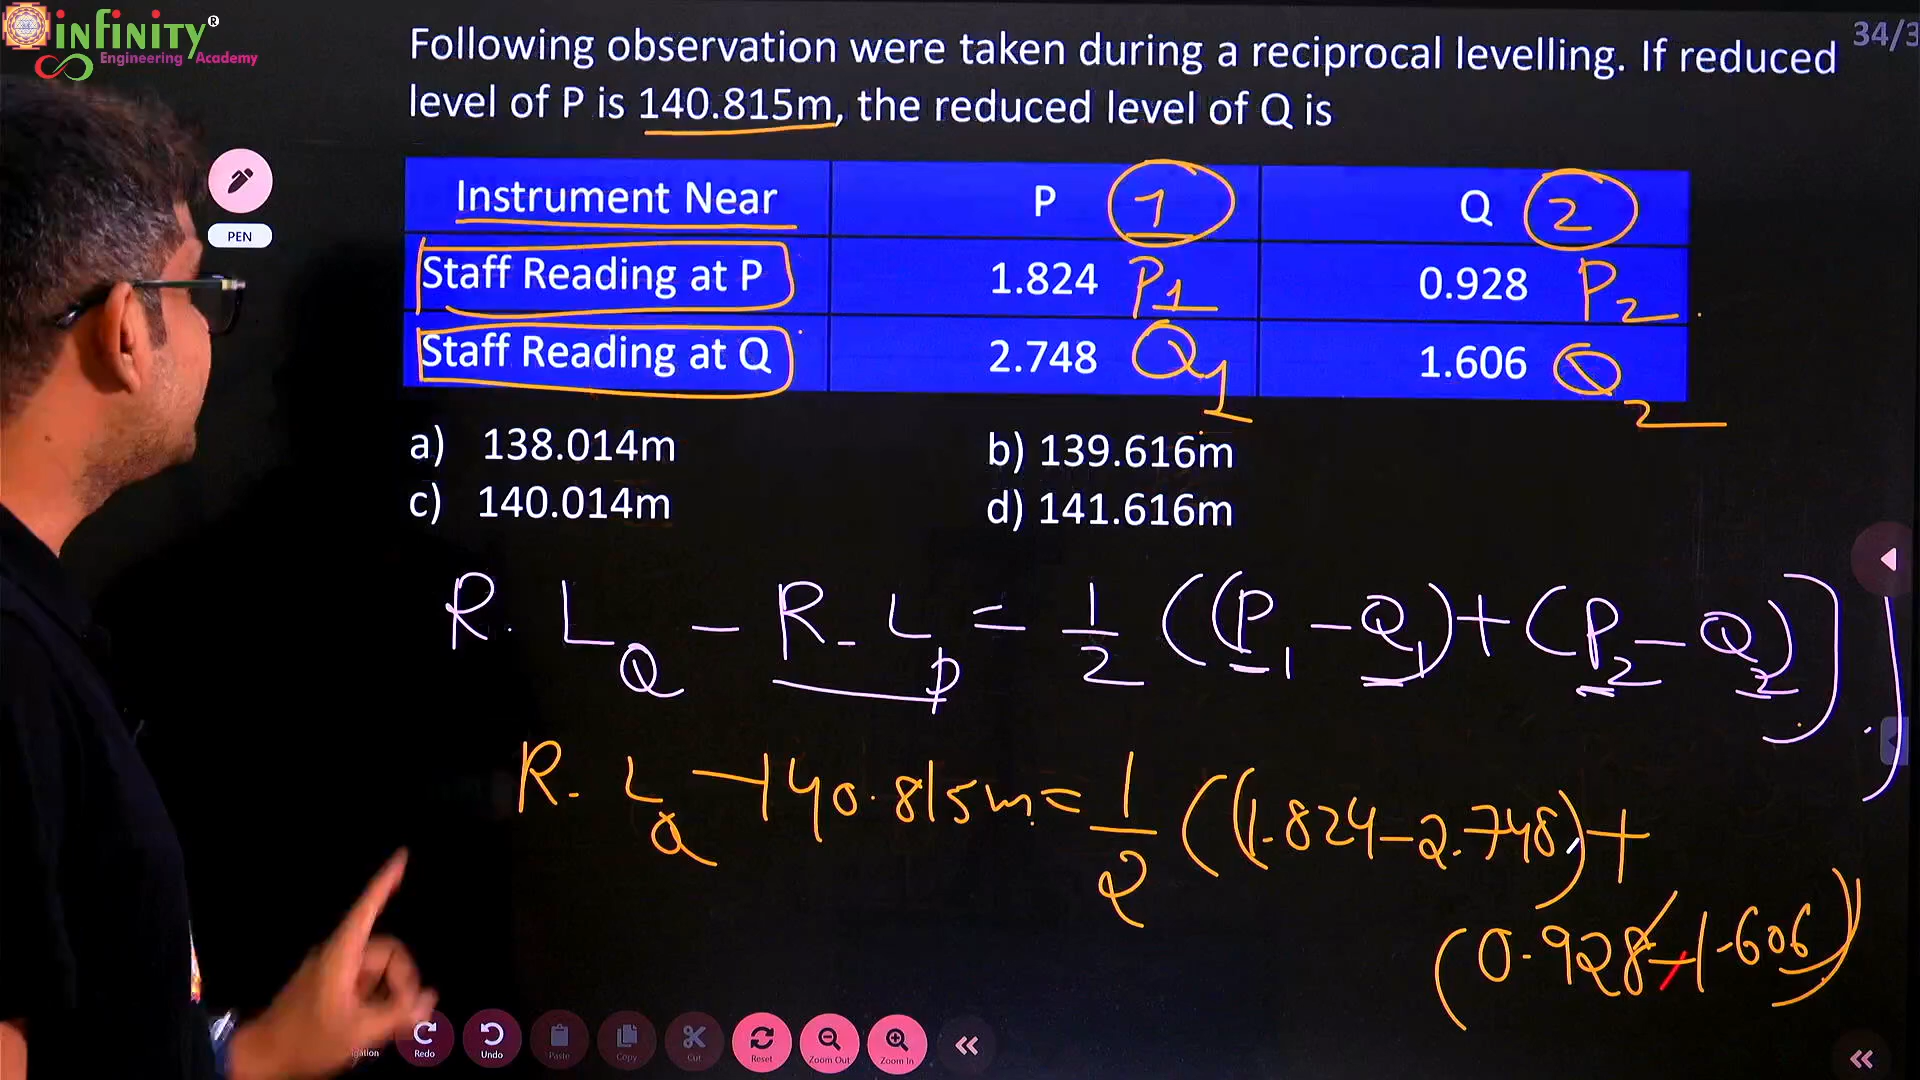 infinity®
Engineering Academy
34/3
Following observation were taken during a reciprocal levelling. If reduced
level of P is 140.815m, the reduced level of Q is
PEN
Instrument Near P 1 Q 2
Staff Reading at P 1.824 P1 0.928 P2
Staff Reading at Q 2.748 Q1 1.606 Q2
a) 138.014m b) 139.616m
c) 140.014m d) 141.616m
R. LQ - R. LP = 1/2 ((P1 - Q1) + (P2 - Q2))
R. LQ - 140.815m = 1/2 ((1.824 - 2.748) +
(0.928 - 1.606))
Redo Undo Paste Copy Cut Reset Zoom Out Zoom In